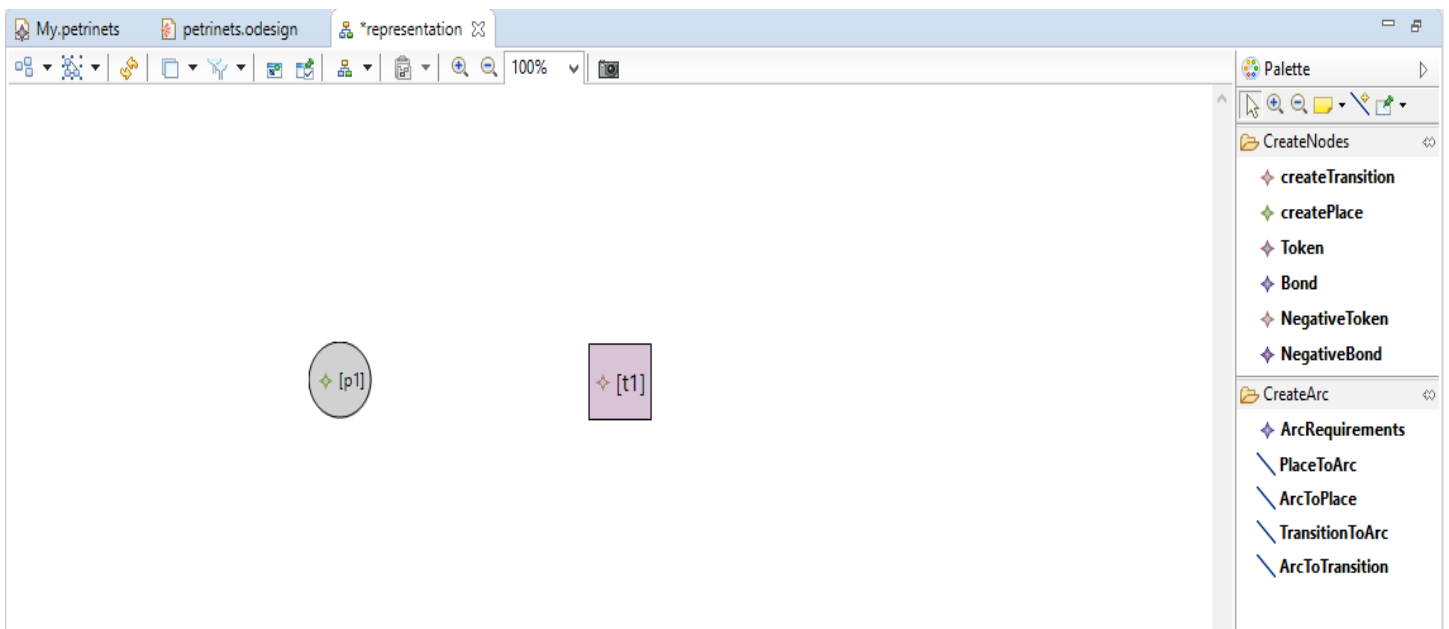 My.petrinets petrinets.odesign *representation
100%
Palette
CreateNodes
createTransition
createPlace
Token
Bond
NegativeToken
NegativeBond
CreateArc
ArcRequirements
PlaceToArc
ArcToPlace
TransitionToArc
ArcToTransition
[p1] [t1]